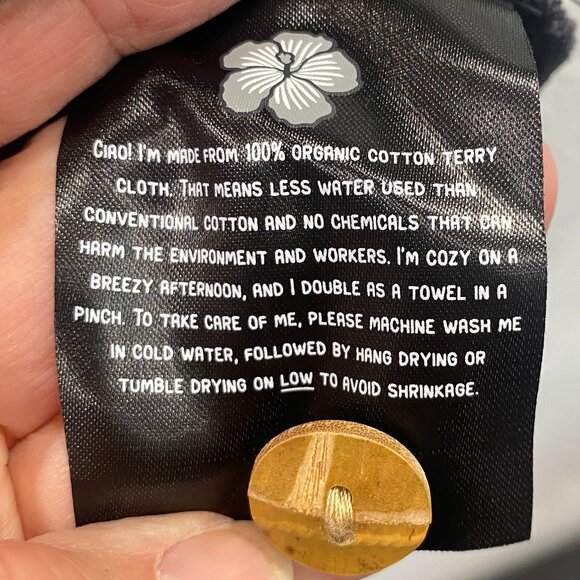 Ciao! I'm made from 100% organic cotton terry
cloth. That means less water used than
conventional cotton and no chemicals that can
harm the environment and workers. I'm cozy on a
breezy afternoon, and I double as a towel in a
pinch. To take care of me, please machine wash me
in cold water, followed by hang drying or
tumble drying on low to avoid shrinkage.